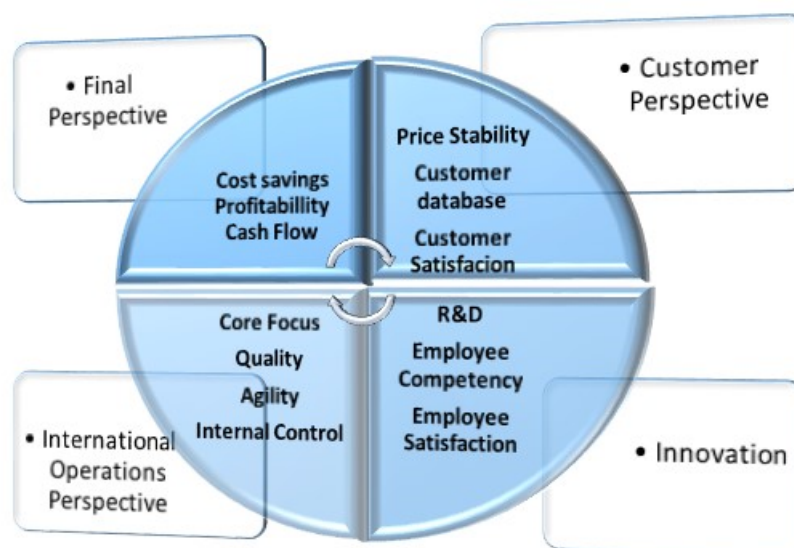 • Final
Perspective
• Customer
Perspective
Cost savings
Profitabillity
Cash Flow
Price Stability
Customer
database
Customer
Satisfacion
Core Focus
Quality
Agility
Internal Control
R&D
Employee
Competency
Employee
Satisfaction
• International
Operations
Perspective
• Innovation